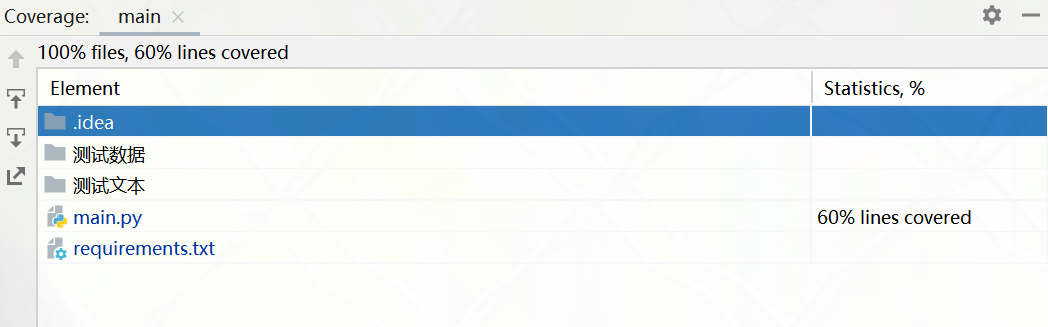 Coverage: main
100% files, 60% lines covered
Element Statistics, %
.idea
测试数据
测试文本
main.py 60% lines covered
requirements.txt